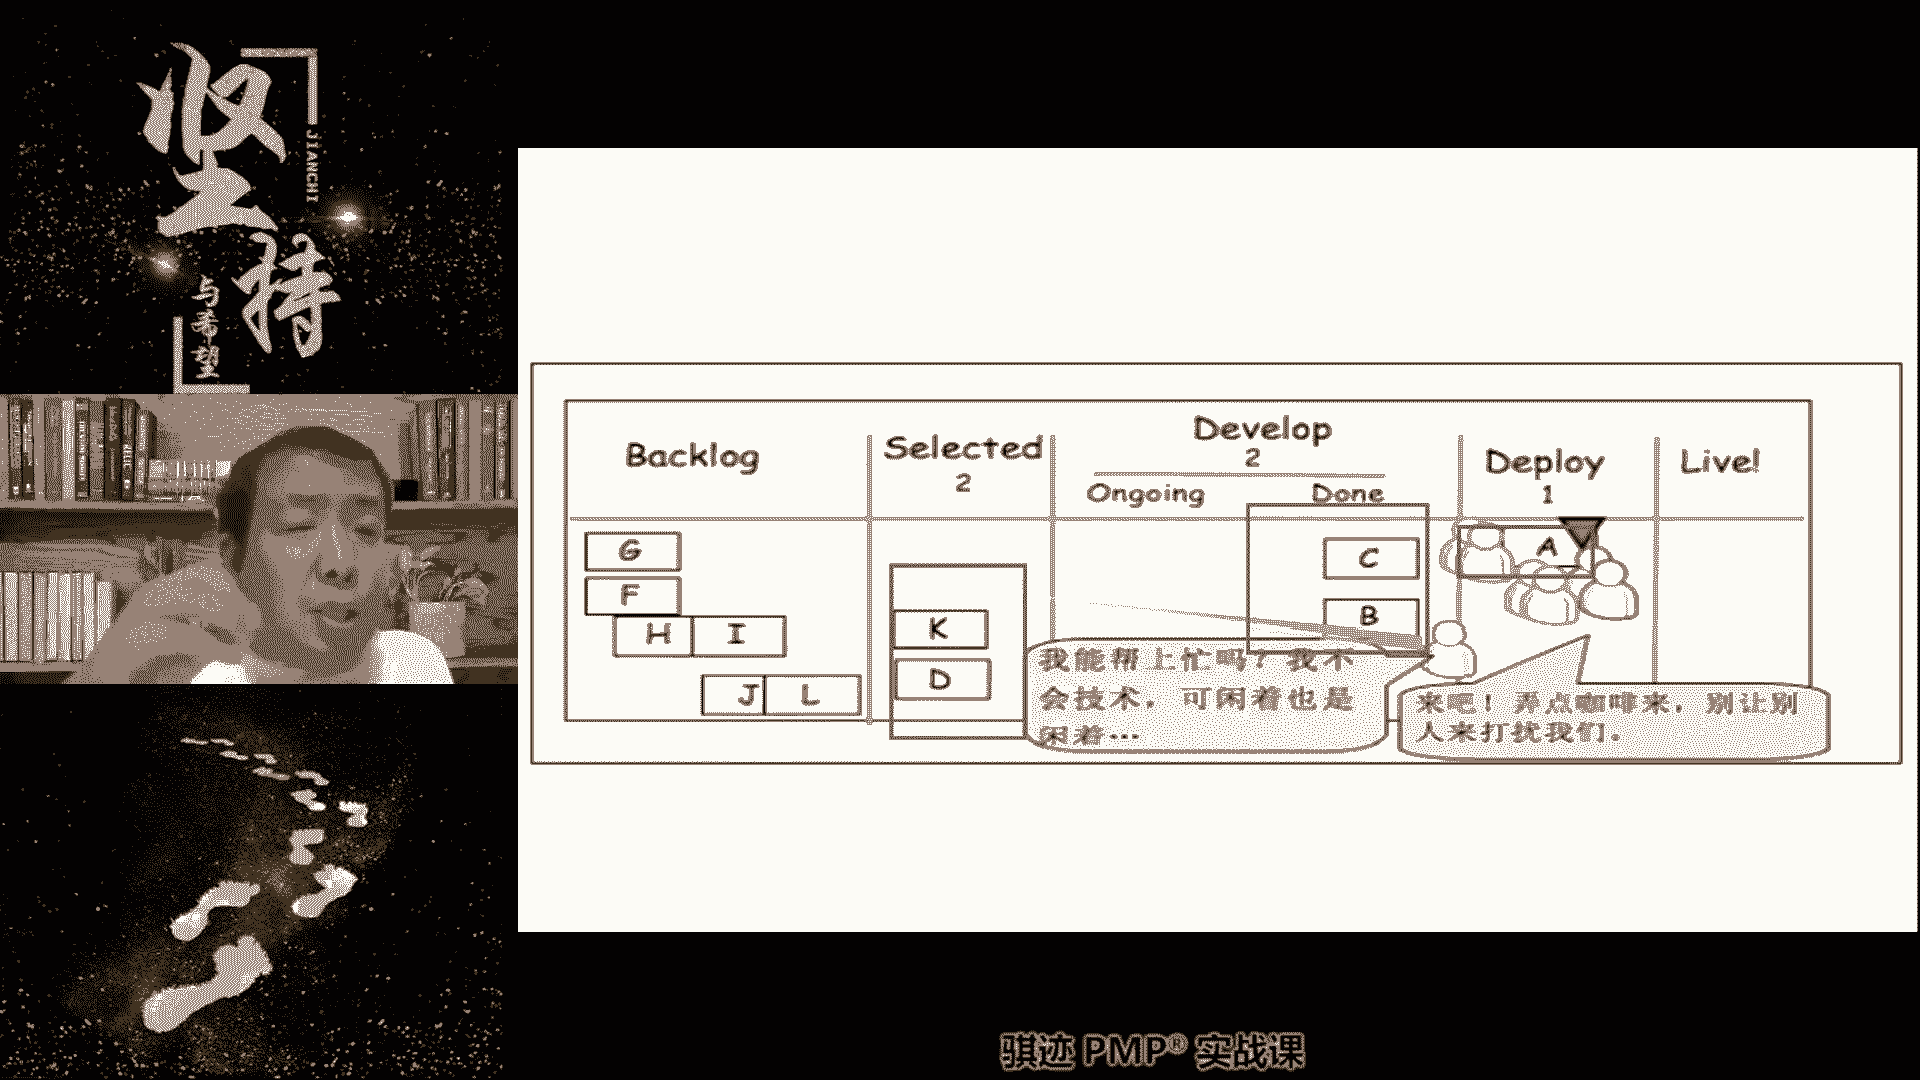 坚持
JIANCHI
与希望
Backlog
Selected
2
Develop
2
Ongoing
Done
Deploy
1
Live!
G
F
H
I
J
L
K
D
C
B
A
我能帮上忙吗？我不
会技术，可闲着也是
闲着…
来吧！弄点咖啡来，别让别
人来打扰我们。
骐迹 PMP® 实战课